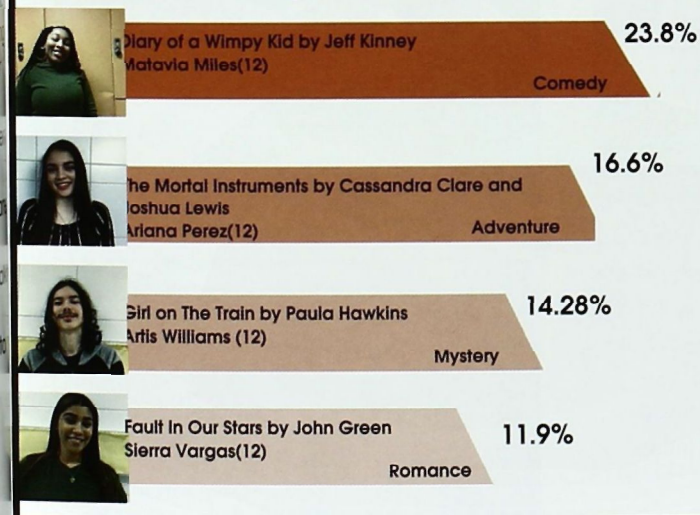 Diary of a Wimpy Kid by Jeff Kinney
Matavia Miles(12)
Comedy
23.8%
The Mortal Instruments by Cassandra Clare and
Joshua Lewis
Ariana Perez(12)
Adventure
16.6%
Girl on The Train by Paula Hawkins
Artis Williams (12)
Mystery
14.28%
Fault In Our Stars by John Green
Sierra Vargas(12)
Romance
11.9%